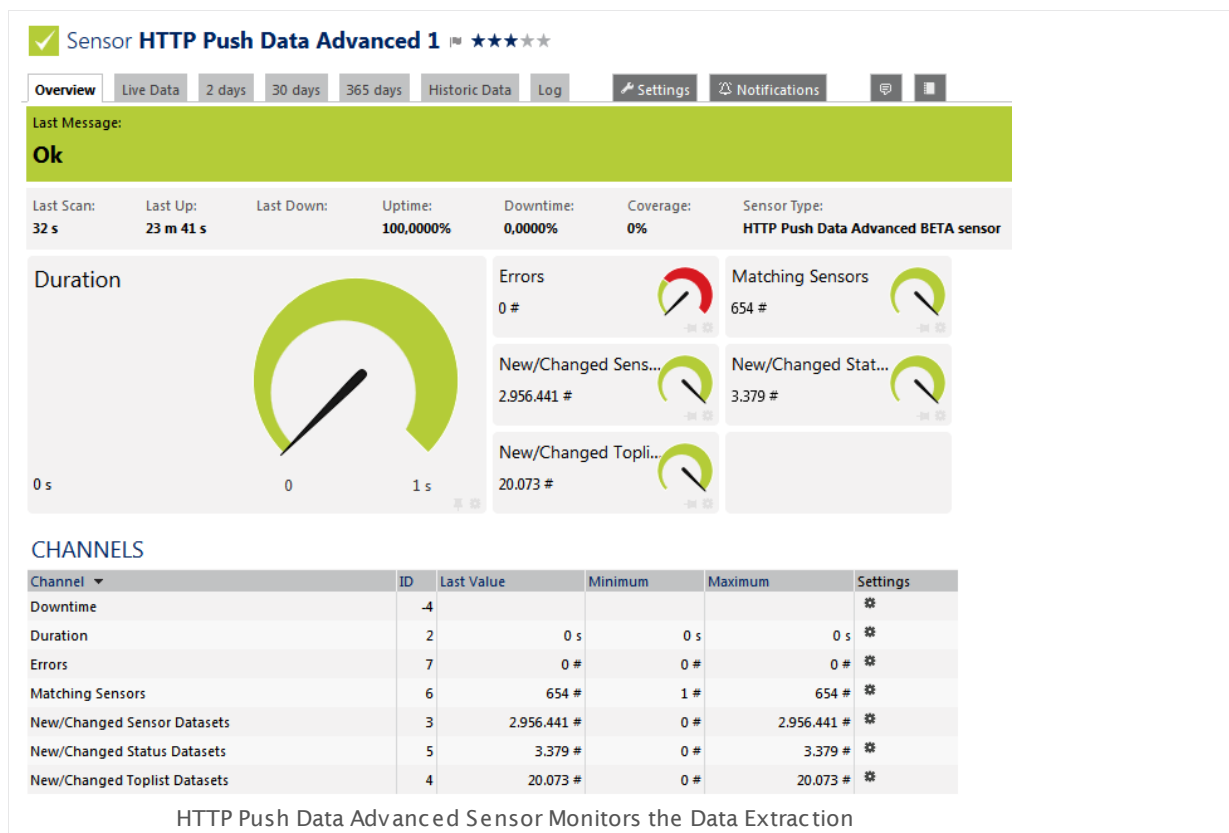 Sensor HTTP Push Data Advanced 1
Overview Live Data 2 days 30 days 365 days Historic Data Log Settings Notifications
Last Message:
Ok
Last Scan: Last Up: Last Down: Uptime: Downtime: Coverage: Sensor Type:
32 s 23 m 41 s 100,0000% 0,0000% 0% HTTP Push Data Advanced BETA sensor
Duration
0 s 0 1 s
Errors
0 #
Matching Sensors
654 #
New/Changed Sens...
2.956.441 #
New/Changed Stat...
3.379 #
New/Changed Topli...
20.073 #
CHANNELS
Channel ID Last Value Minimum Maximum Settings
Downtime -4
Duration 2 0 s 0 s 0 s
Errors 7 0 # 0 # 0 #
Matching Sensors 6 654 # 1 # 654 #
New/Changed Sensor Datasets 3 2.956.441 # 0 # 2.956.441 #
New/Changed Status Datasets 5 3.379 # 0 # 3.379 #
New/Changed Toplist Datasets 4 20.073 # 0 # 20.073 #
HTTP Push Data Advanced Sensor Monitors the Data Extraction